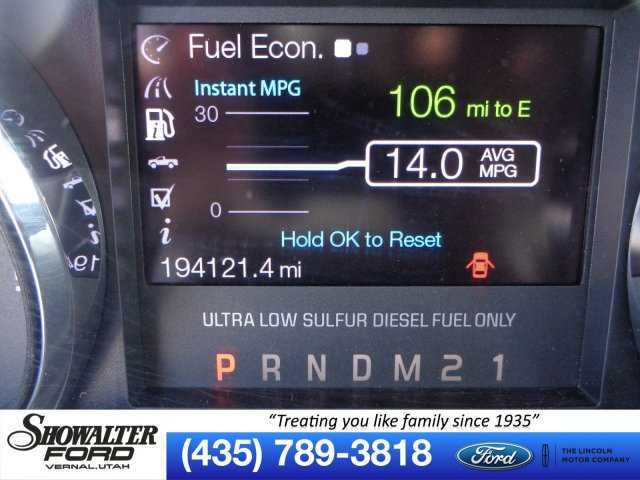 Fuel Econ.
Instant MPG
30
106 mi to E
14.0 AVG MPG
0
Hold OK to Reset
194121.4 mi
ULTRA LOW SULFUR DIESEL FUEL ONLY
P R N D M 2 1
"Treating you like family since 1935"
SHOWALTER
FORD
VERNAL, UTAH
(435) 789-3818
Ford
THE LINCOLN
MOTOR COMPANY